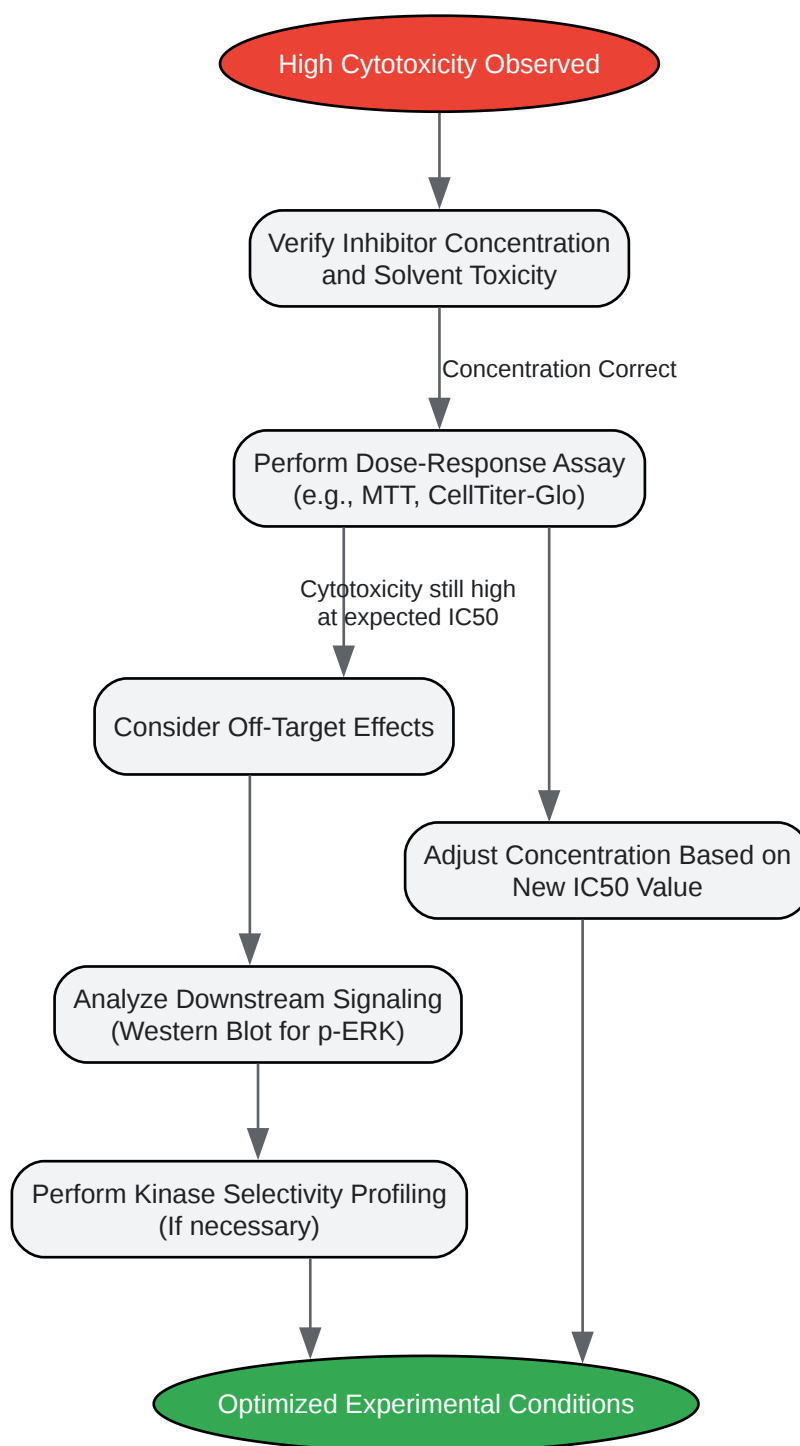 High Cytotoxicity Observed
Verify Inhibitor Concentration
and Solvent Toxicity
Concentration Correct
Perform Dose-Response Assay
(e.g., MTT, CellTiter-Glo)
Cytotoxicity still high
at expected IC50
Consider Off-Target Effects
Adjust Concentration Based on
New IC50 Value
Analyze Downstream Signaling
(Western Blot for p-ERK)
Perform Kinase Selectivity Profiling
(If necessary)
Optimized Experimental Conditions